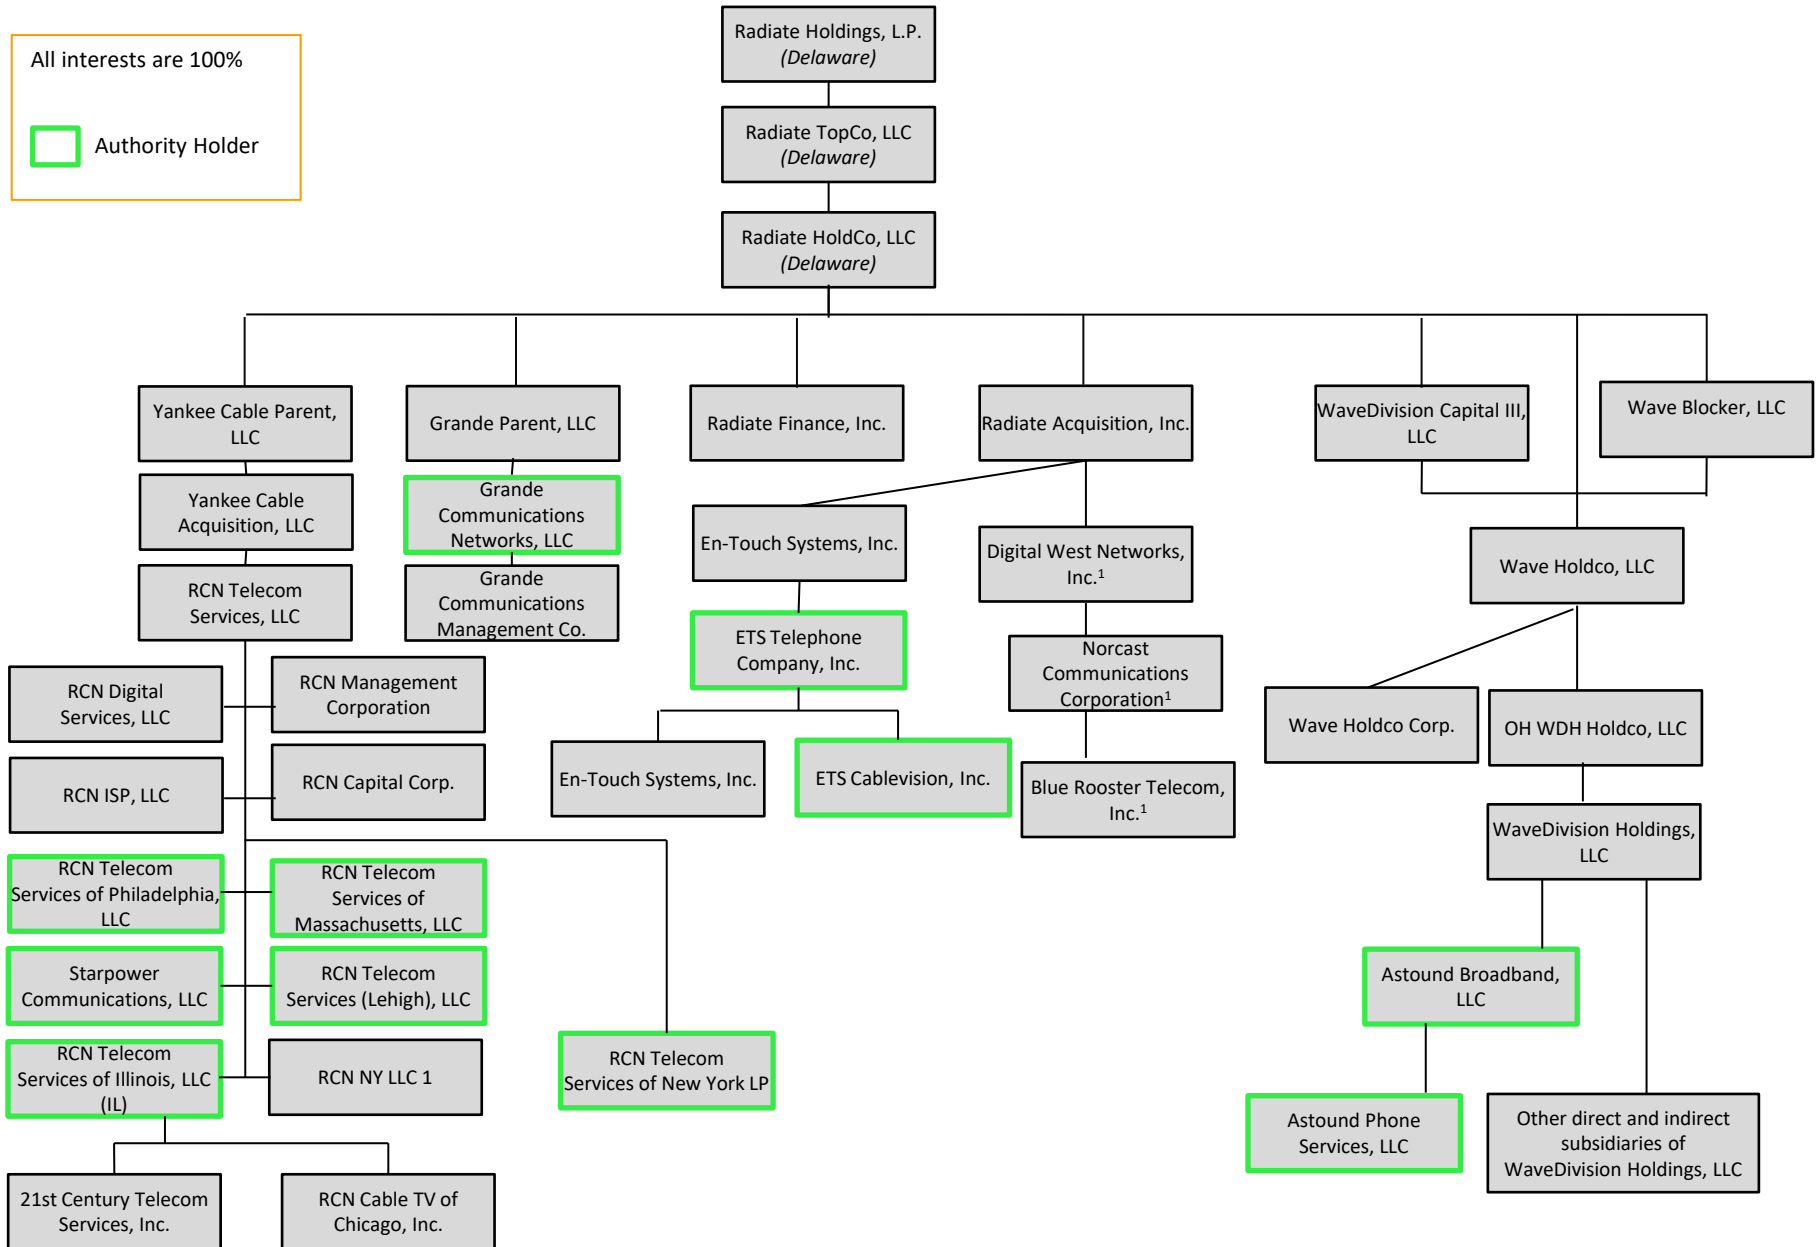 All interests are 100%
Authority Holder
Radiate Holdings, L.P.
(Delaware)
Radiate TopCo, LLC
(Delaware)
Radiate HoldCo, LLC
(Delaware)
Yankee Cable Parent,
LLC
Grande Parent, LLC
Radiate Finance, Inc.
Radiate Acquisition, Inc.
WaveDivision Capital III,
LLC
Wave Blocker, LLC
Yankee Cable
Acquisition, LLC
Grande
Communications
Networks, LLC
En-Touch Systems, Inc.
Digital West Networks,
Inc.¹
Wave Holdco, LLC
RCN Telecom
Services, LLC
Grande
Communications
Management Co.
ETS Telephone
Company, Inc.
Norcast
Communications
Corporation¹
RCN Digital
Services, LLC
RCN Management
Corporation
Wave Holdco Corp.
OH WDH Holdco, LLC
RCN ISP, LLC
RCN Capital Corp.
En-Touch Systems, Inc.
ETS Cablevision, Inc.
Blue Rooster Telecom,
Inc.¹
WaveDivision Holdings,
LLC
RCN Telecom
Services of Philadelphia,
LLC
RCN Telecom
Services of
Massachusetts, LLC
Starpower
Communications, LLC
RCN Telecom
Services (Lehigh), LLC
Astound Broadband,
LLC
RCN Telecom
Services of Illinois, LLC
(IL)
RCN NY LLC 1
RCN Telecom
Services of New York LP
Astound Phone
Services, LLC
Other direct and indirect
subsidiaries of
WaveDivision Holdings, LLC
21st Century Telecom
Services, Inc.
RCN Cable TV of
Chicago, Inc.